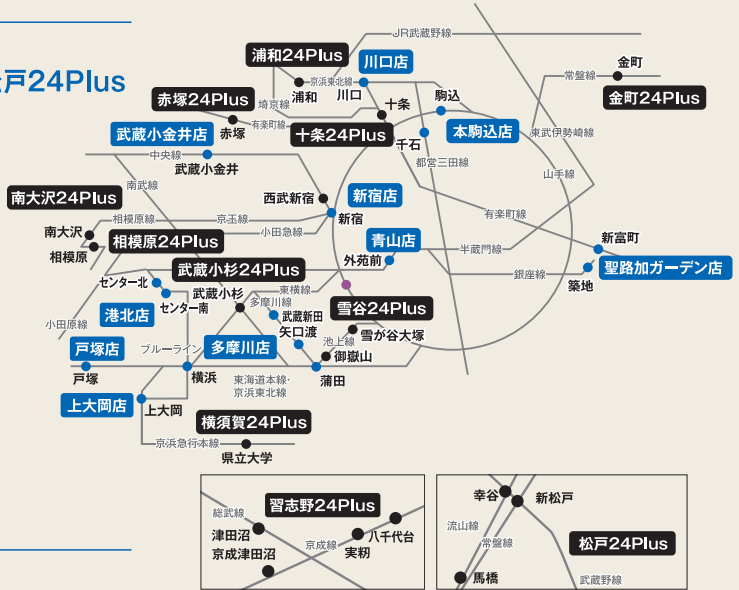 戸24Plus
JR武蔵野線
浦和24Plus
川口店
京浜東北線
浦和
川口
常盤線
金町
金町24Plus
赤塚24Plus
埼京線
十条
駒込
有楽町線
赤塚
十条24Plus
本駒込店
千石
東武伊勢崎線
武蔵小金井店
中央線
武蔵小金井
都営三田線
山手線
南武線
南大沢24Plus
西武新宿
新宿店
新宿
相模原線
京王線
有楽町線
南大沢
小田急線
相模原
相模原24Plus
青山店
外苑前
半蔵門線
新富町
武蔵小杉24Plus
銀座線
築地
聖路加ガーデン店
センター北
センター南
武蔵小杉
東横線
多摩川線
雪谷24Plus
港北店
武蔵新田
小田原線
矢口渡
池上線
雪が谷大塚
戸塚店
ブルーライン
多摩川店
御嶽山
戸塚
横浜
東海道本線・
京浜東北線
蒲田
上大岡店
上大岡
横須賀24Plus
京浜急行本線
県立大学
習志野24Plus
総武線
津田沼
八千代台
京成津田沼
京成線
実籾
幸谷
新松戸
流山線
常盤線
松戸24Plus
馬橋
武蔵野線